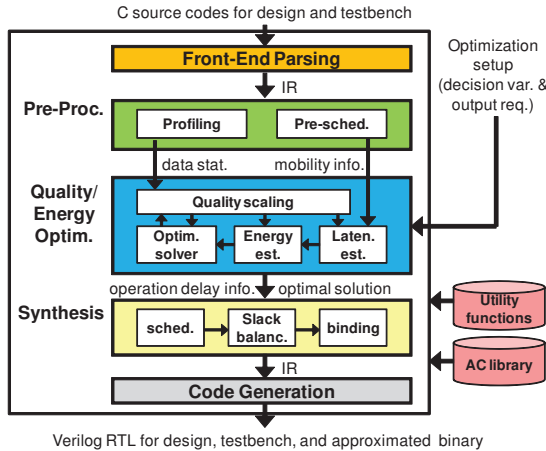 C source codes for design and testbench
Front-End Parsing
IR
Optimization
setup
(decision var. &
output req.)
Pre-Proc.
Profiling
Pre-sched.
data stat.
mobility info.
Quality/
Energy
Optim.
Quality scaling
Optim.
solver
Energy
est.
Laten.
est.
operation delay info.
optimal solution
Synthesis
sched.
Slack
balanc.
binding
Utility
functions
AC library
IR
Code Generation
Verilog RTL for design, testbench, and approximated binary